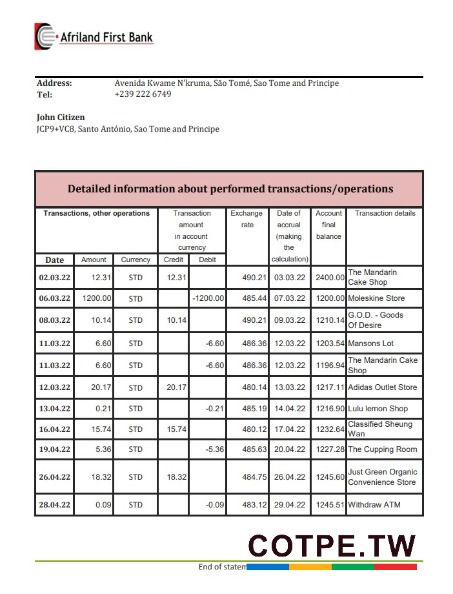 Afriland First Bank
Address: Avenida Kwame N'kruma, São Tomé, Sao Tome and Principe
Tel: +239 222 6749
John Citizen
JCP9+VC8, Santo António, Sao Tome and Principe
Detailed information about performed transactions/operations
Transactions, other operations
Transaction amount in account currency
Exchange rate
Date of accrual (making the calculation)
Account final balance
Transaction details
Date Amount Currency Credit Debit
02.03.22 12.31 STD 12.31 490.21 03.03.22 2400.00 The Mandarin Cake Shop
06.03.22 1200.00 STD -1200.00 485.44 07.03.22 1200.00 Moleskine Store
08.03.22 10.14 STD 10.14 490.21 09.03.22 1210.14 G.O.D. - Goods Of Desire
11.03.22 6.60 STD -6.60 486.36 12.03.22 1203.54 Mansons Lot
11.03.22 6.60 STD -6.60 486.36 12.03.22 1196.94 The Mandarin Cake Shop
12.03.22 20.17 STD 20.17 480.14 13.03.22 1217.11 Adidas Outlet Store
13.04.22 0.21 STD -0.21 485.19 14.04.22 1216.90 Lulu lemon Shop
16.04.22 15.74 STD 15.74 480.12 17.04.22 1232.64 Classified Sheung Wan
19.04.22 5.36 STD -5.36 485.63 20.04.22 1227.28 The Cupping Room
26.04.22 18.32 STD 18.32 484.75 26.04.22 1245.60 Just Green Organic Convenience Store
28.04.22 0.09 STD -0.09 483.12 29.04.22 1245.51 Withdraw ATM
COTPE.TW
End of statem